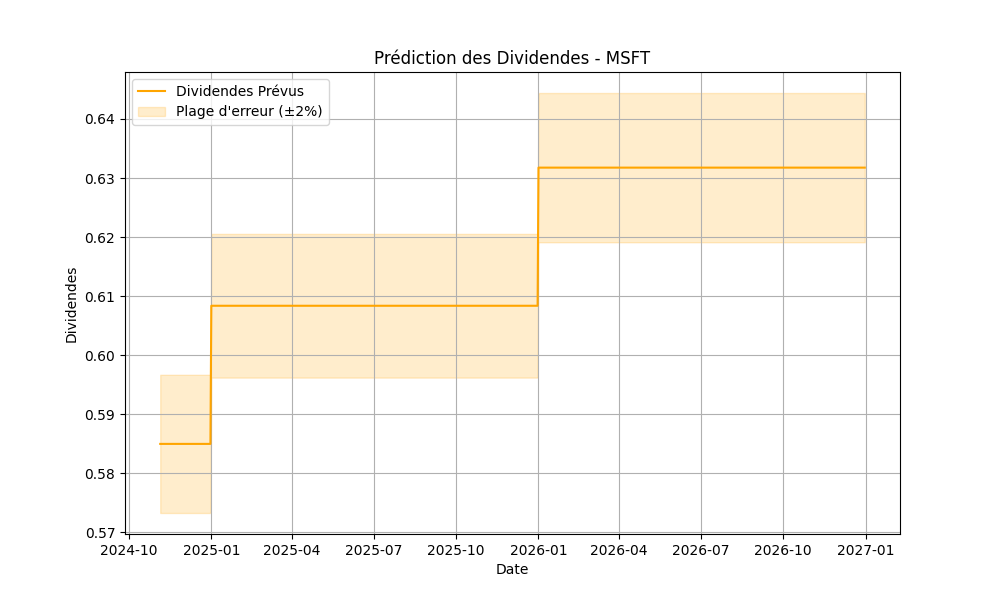 Prédiction des Dividendes - MSFT
Dividendes Prévus
Plage d'erreur (±2%)
Dividendes
0.64
0.63
0.62
0.61
0.60
0.59
0.58
0.57
2024-10 2025-01 2025-04 2025-07 2025-10 2026-01 2026-04 2026-07 2026-10 2027-01
Date